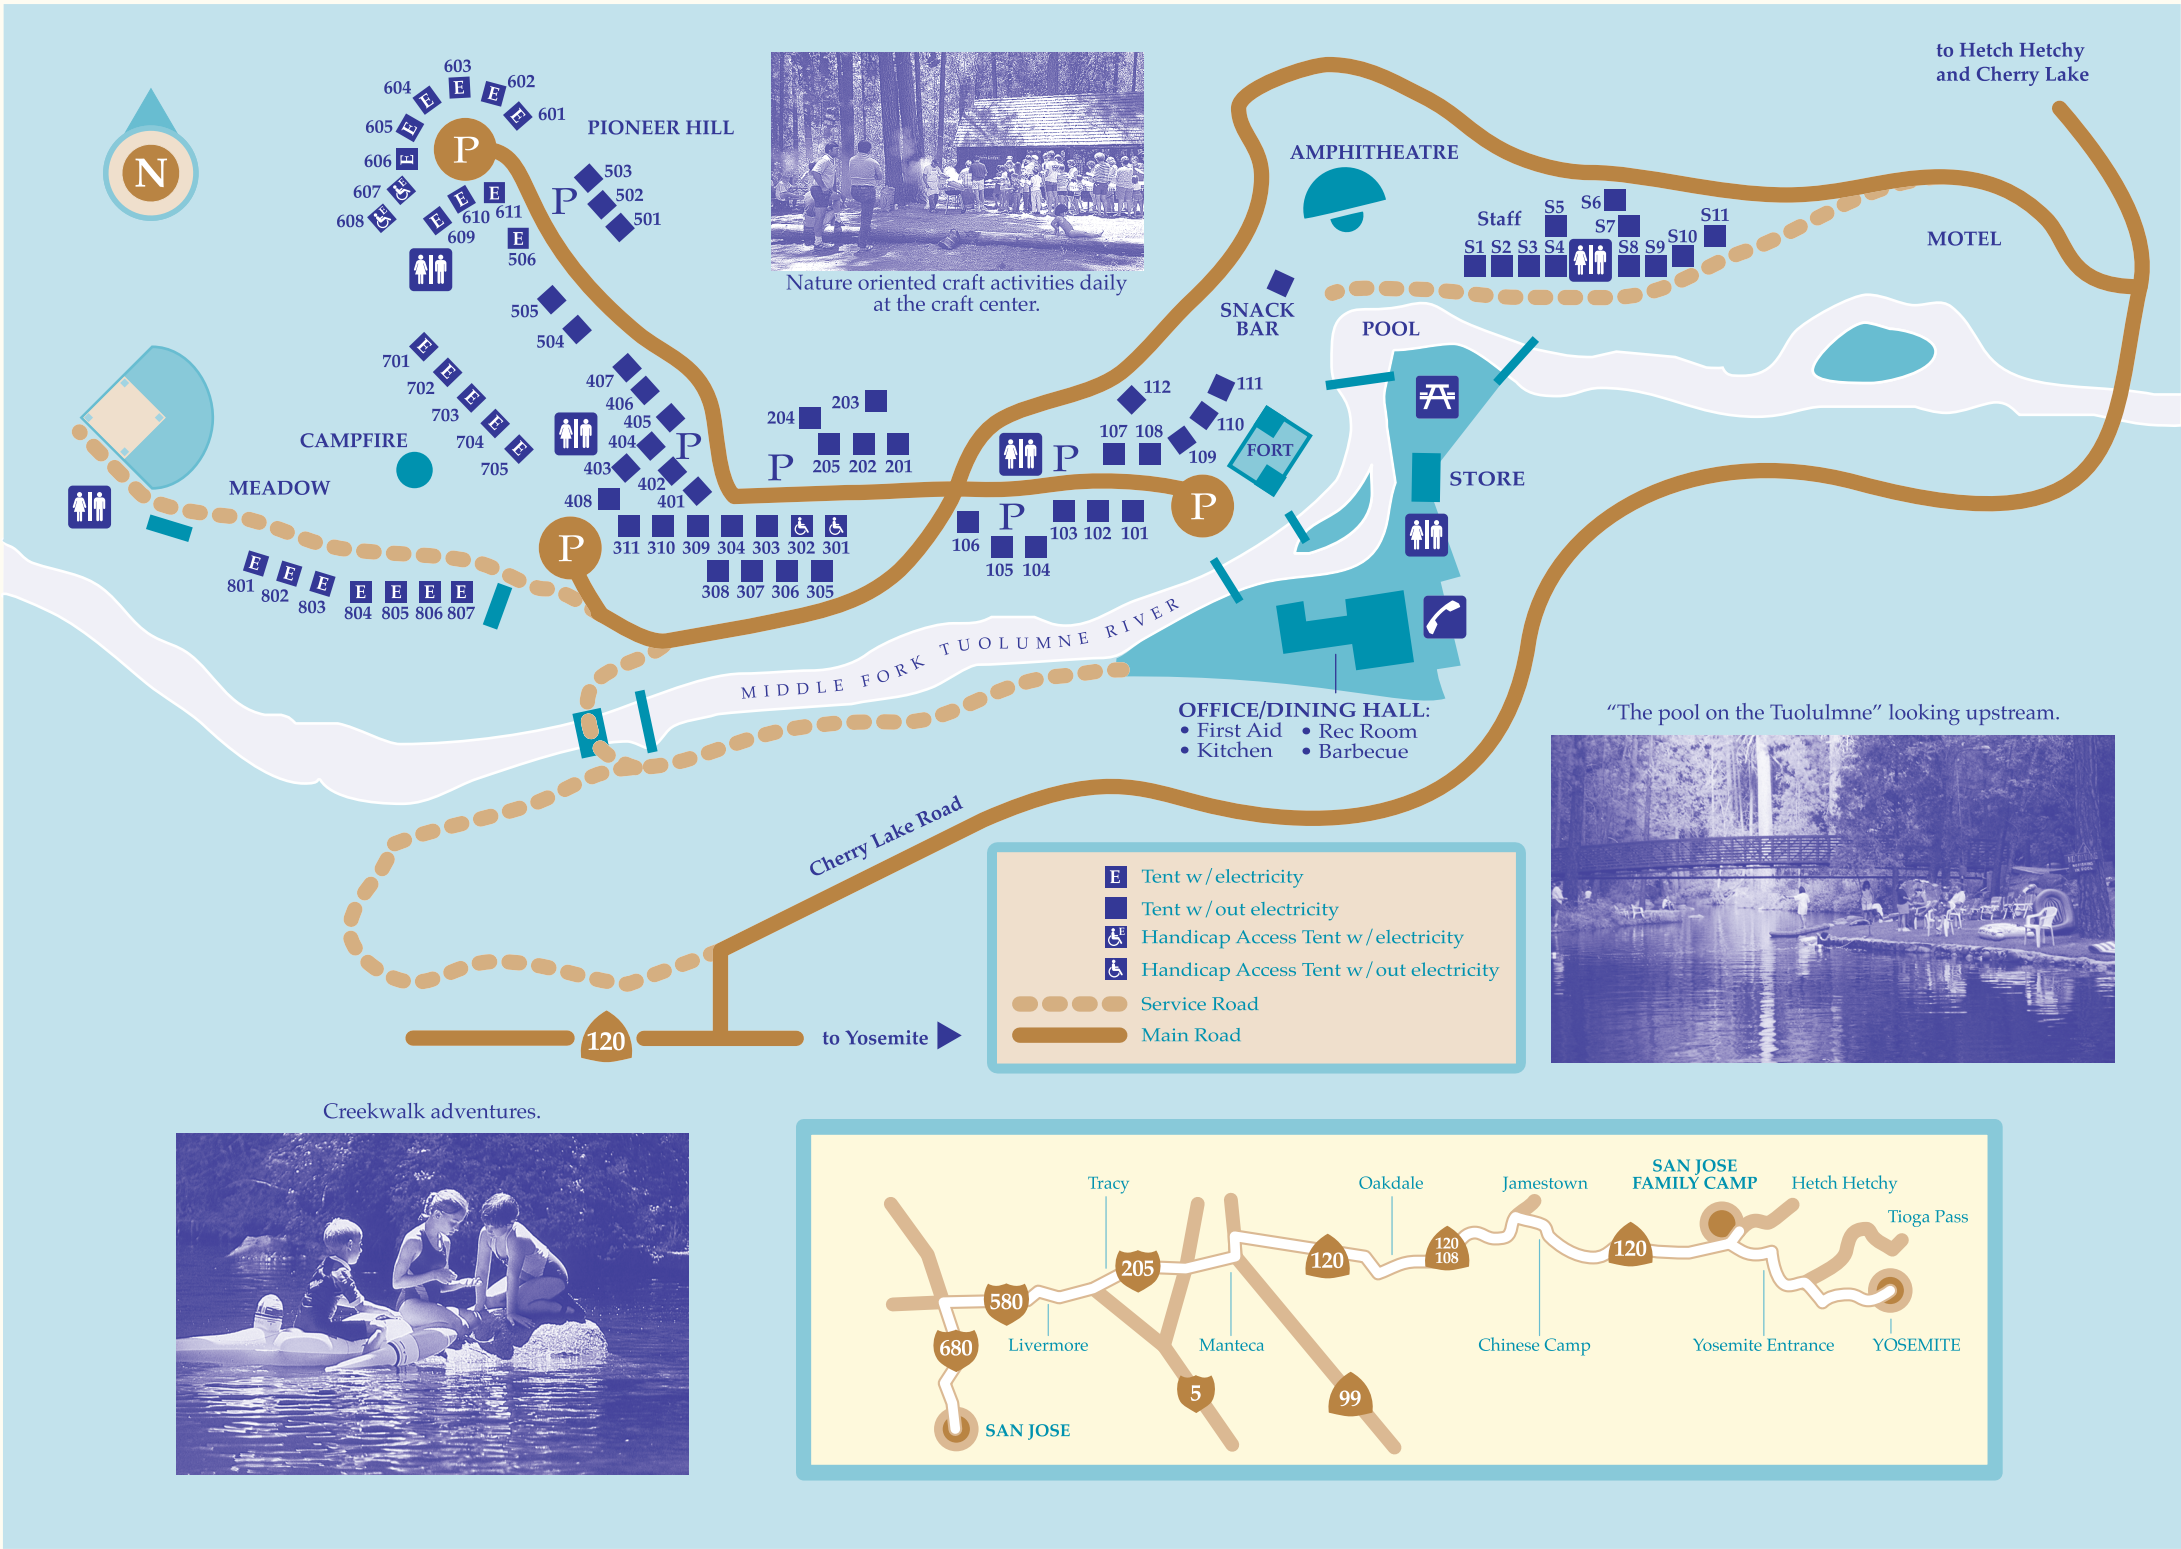 to Hetch Hetchy
and Cherry Lake
603
604
602
605
601
PIONEER HILL
606
607
608
610
611
609
506
E
E
E
E
E
E
E
E
E
E
E
E
P
P
503
502
501
N
Nature oriented craft activities daily
at the craft center.
AMPHITHEATRE
Staff
S5
S6
S7
S11
S1
S2
S3
S4
S8
S9
S10
MOTEL
SNACK
BAR
POOL
505
504
701
702
703
704
705
E
E
E
E
E
CAMPFIRE
MEADOW
407
406
405
404
403
402
401
408
P
P
204
203
205
202
201
P
112
111
110
107
108
109
P
FORT
STORE
P
106
P
103
102
101
105
104
311
310
309
304
303
302
301
308
307
306
305
801
802
803
804
805
806
807
E
E
E
E
E
E
E
MIDDLE FORK TUOLUMNE RIVER
OFFICE/DINING HALL:
• First Aid • Rec Room
• Kitchen • Barbecue
“The pool on the Tuolulmne” looking upstream.
Cherry Lake Road
E Tent w/electricity
Tent w/out electricity
E Handicap Access Tent w/electricity
Handicap Access Tent w/out electricity
Service Road
Main Road
120
to Yosemite
Creekwalk adventures.
Tracy
Oakdale
Jamestown
SAN JOSE
FAMILY CAMP
Hetch Hetchy
Tioga Pass
205
120
120
108
120
580
680
Livermore
Manteca
Chinese Camp
Yosemite Entrance
YOSEMITE
5
99
SAN JOSE